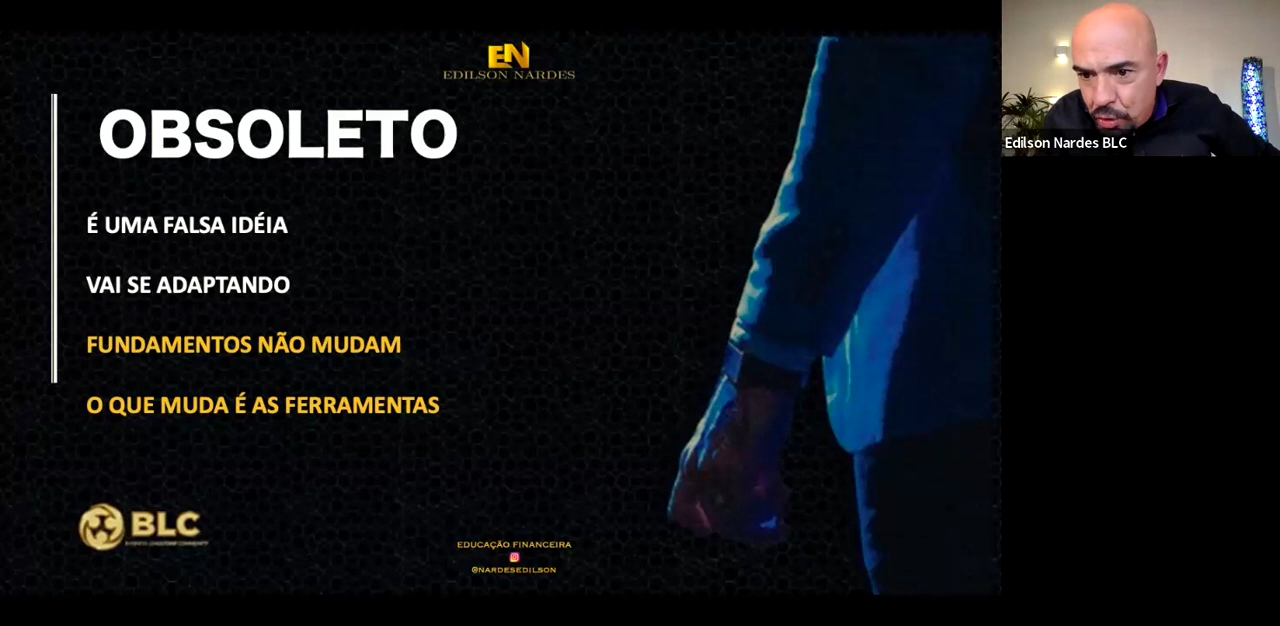 EN
EDILSON NARDES
OBSOLETO
É UMA FALSA IDÉIA
VAI SE ADAPTANDO
FUNDAMENTOS NÃO MUDAM
O QUE MUDA É AS FERRAMENTAS
BLC
EDUCAÇÃO FINANCEIRA
@NARDESEDILSON
Edilson Nardes BLC